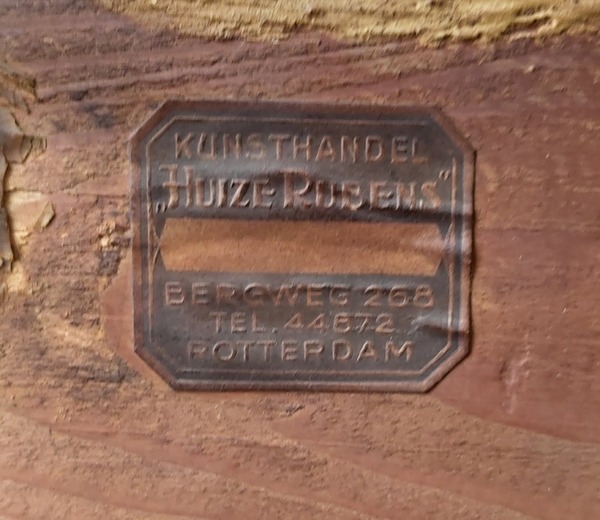 KUNSTHANDEL
„HUIZE RUBENS"
BERGWEG 268
TEL. 44672
ROTTERDAM